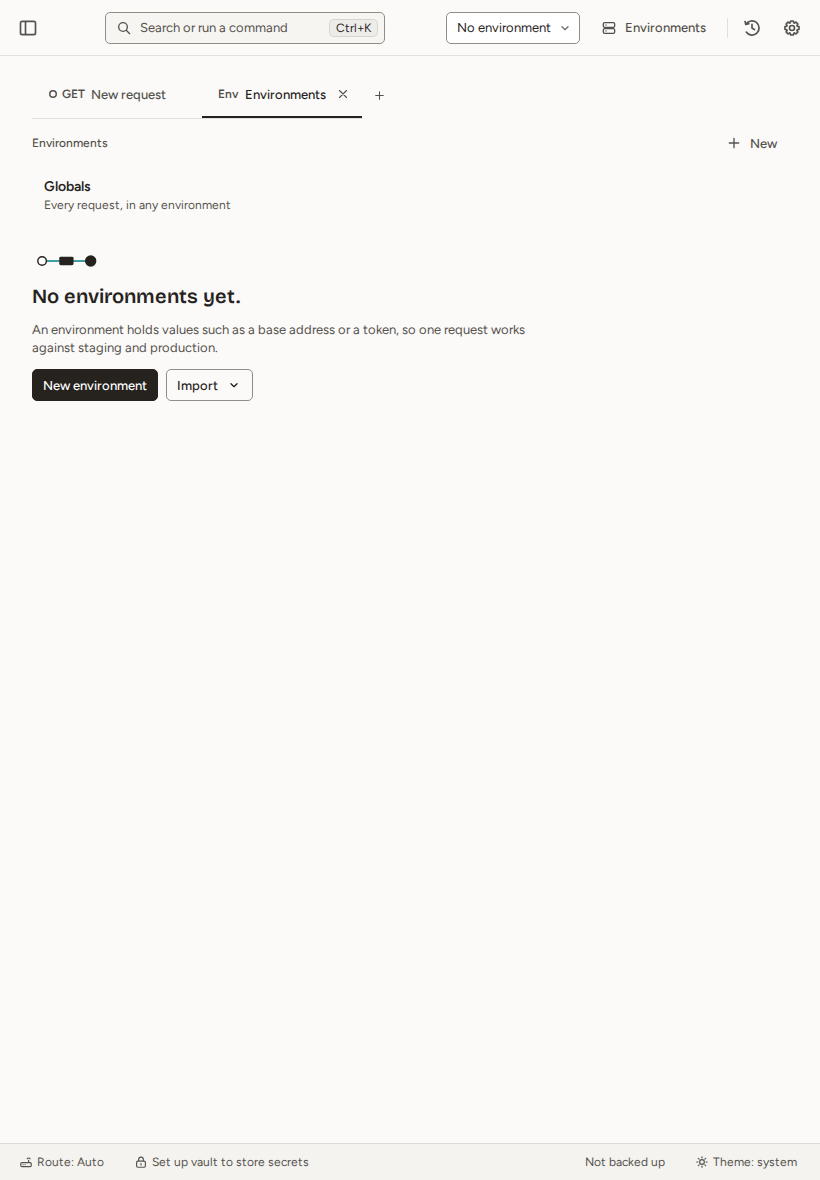 Search or run a command Ctrl+K No environment Environments
GET New request Env Environments
Environments New
Globals
Every request, in any environment
No environments yet.
An environment holds values such as a base address or a token, so one request works
against staging and production.
New environment Import
Route: Auto Set up vault to store secrets Not backed up Theme: system